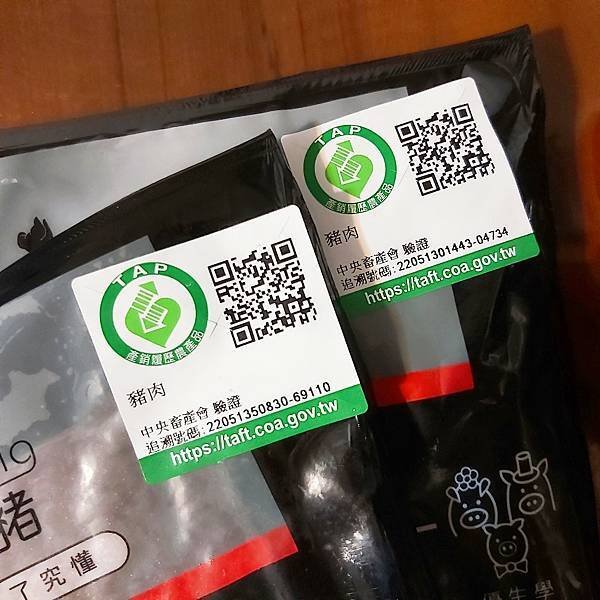 TAP
產銷履歷農產品
豬肉
中央畜產會 驗證
追溯號碼: 22051301443-04734
https://taft.coa.gov.tw
TAP
產銷履歷農產品
豬肉
中央畜產會 驗證
追溯號碼: 22051350830-69110
https://taft.coa.gov.tw
豬
了究懂
優生學